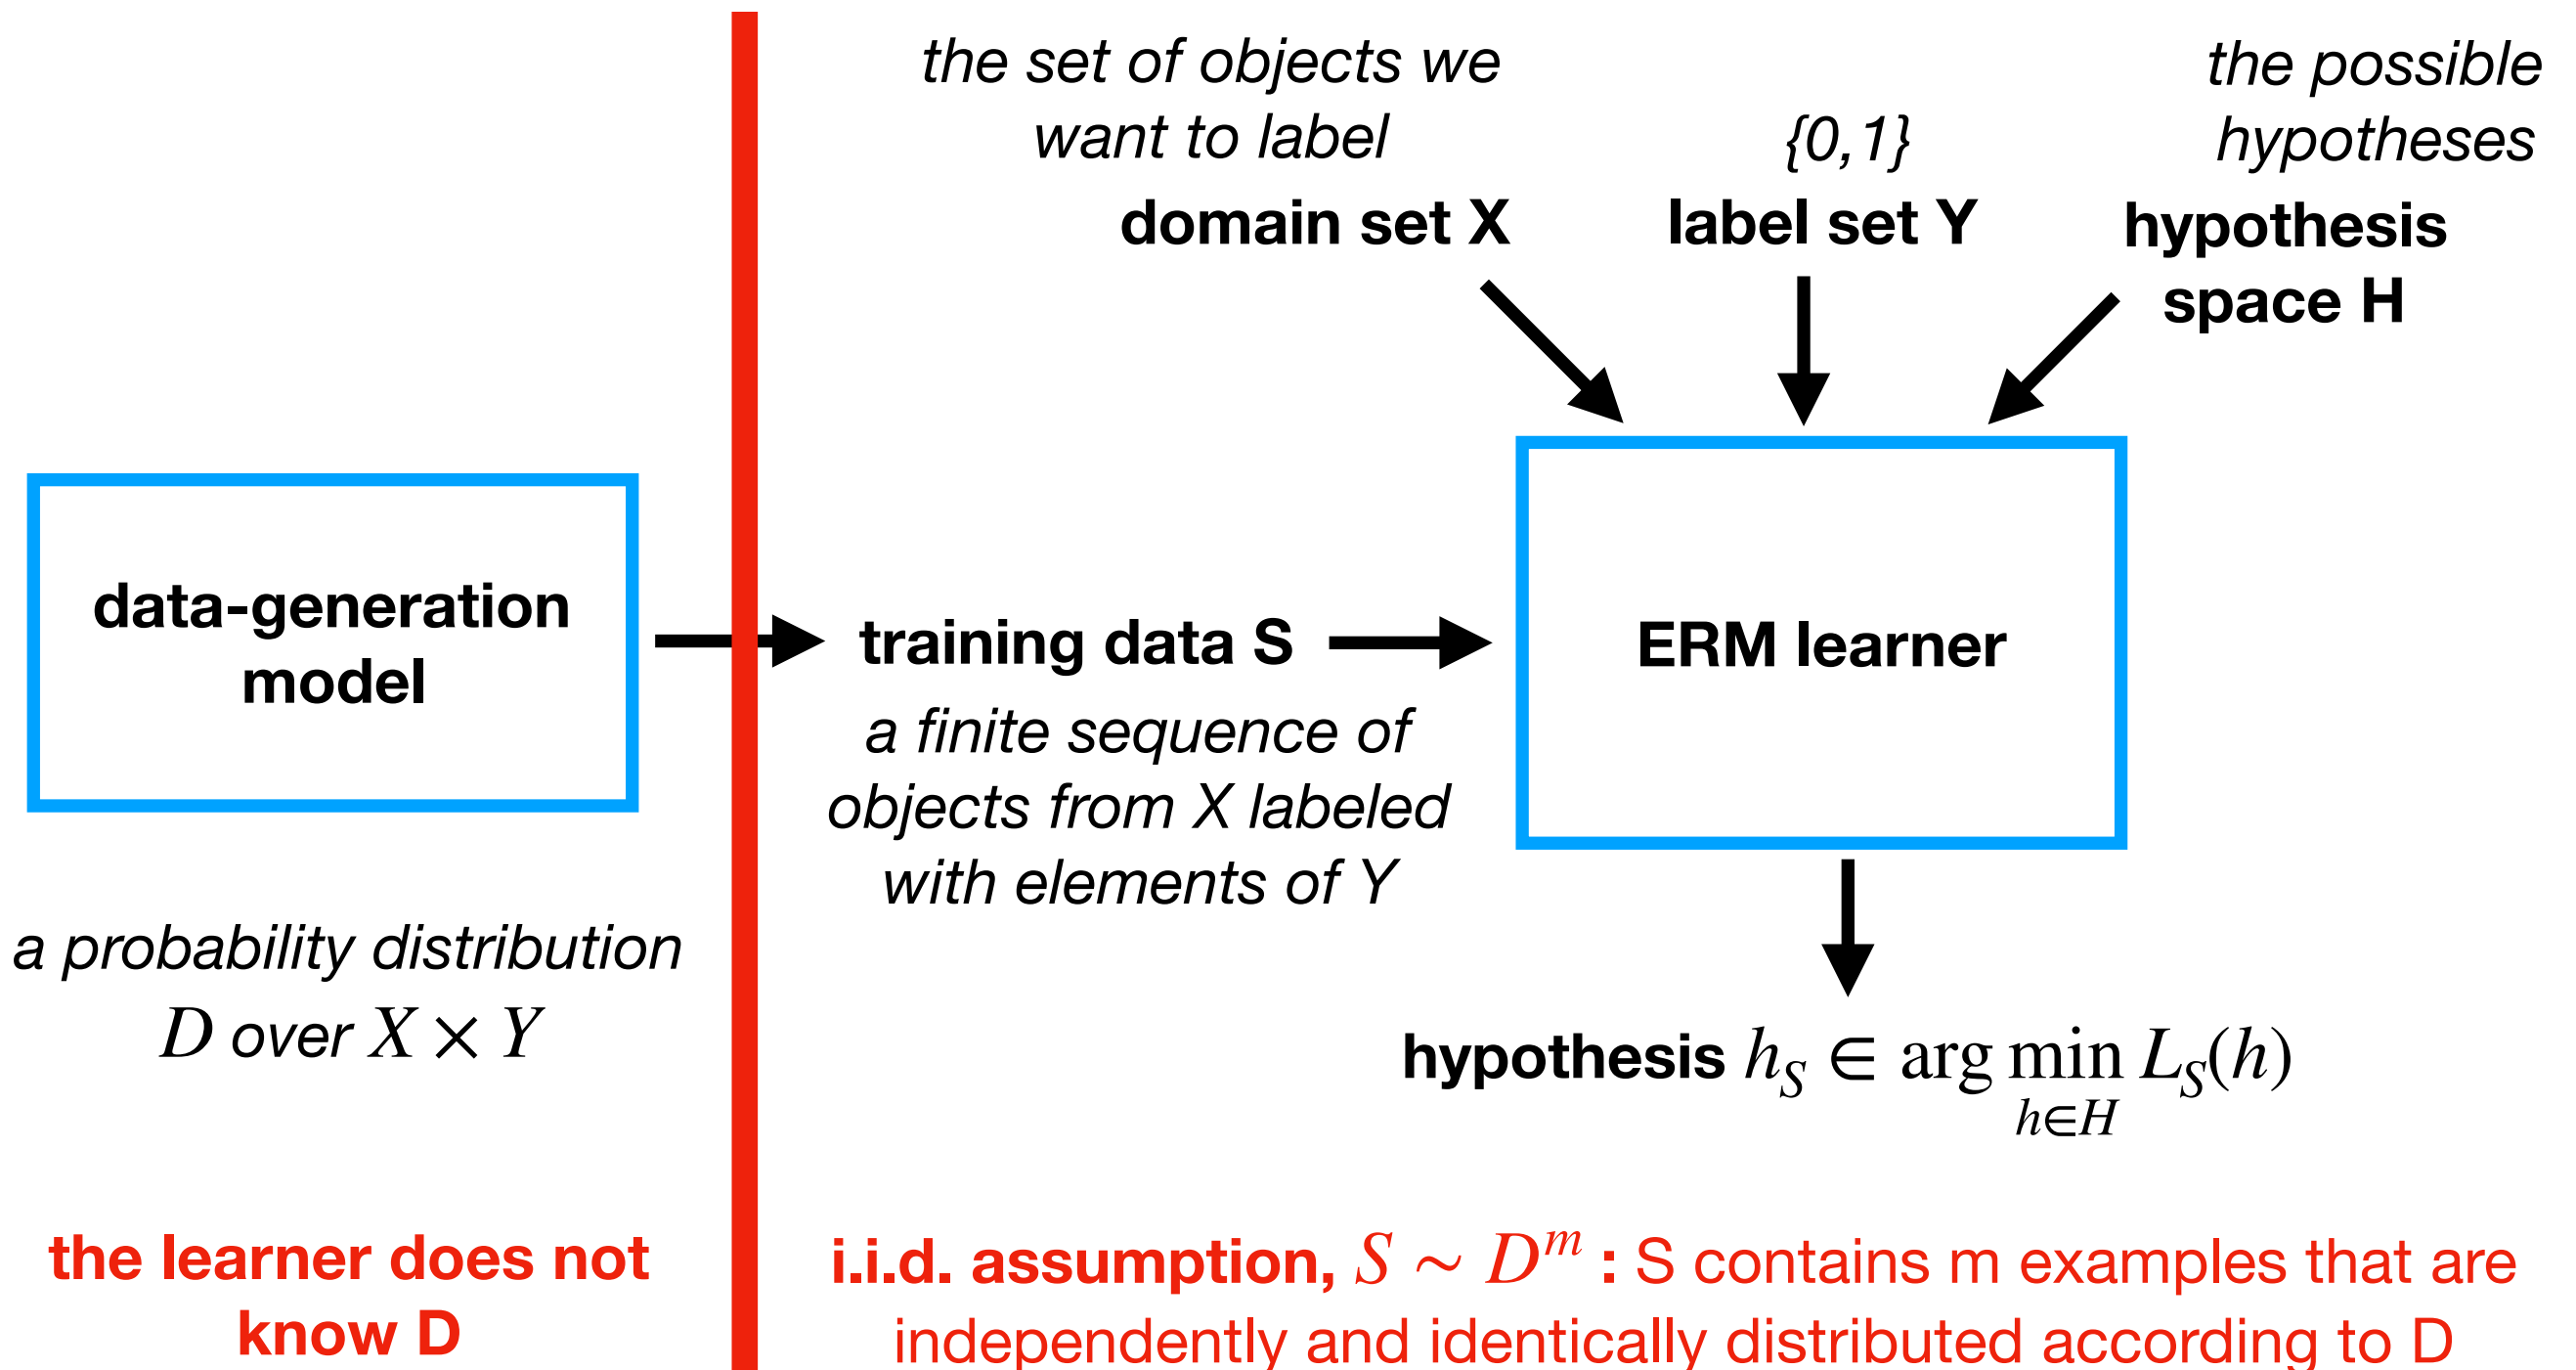 the set of objects we
want to label
domain set X
{0,1}
label set Y
the possible
hypotheses
hypothesis
space H
data-generation
model
training data S
a finite sequence of
objects from X labeled
with elements of Y
ERM learner
a probability distribution
D over X × Y
hypothesis h_S ∈ arg min L_S(h)
h∈H
the learner does not
know D
i.i.d. assumption, S ∼ D^m : S contains m examples that are
independently and identically distributed according to D